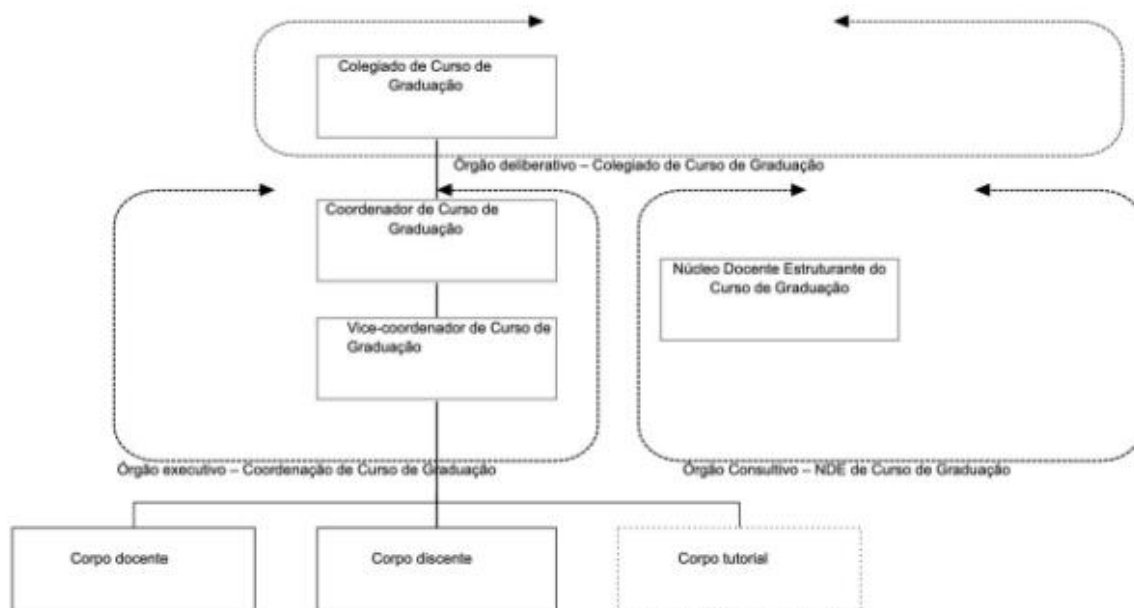 Colegiado de Curso de
Graduação
Órgão deliberativo – Colegiado de Curso de Graduação
Coordenador de Curso de
Graduação
Núcleo Docente Estruturante do
Curso de Graduação
Vice-coordenador de Curso de
Graduação
Órgão executivo – Coordenação de Curso de Graduação
Órgão Consultivo – NDE de Curso de Graduação
Corpo docente
Corpo discente
Corpo tutorial